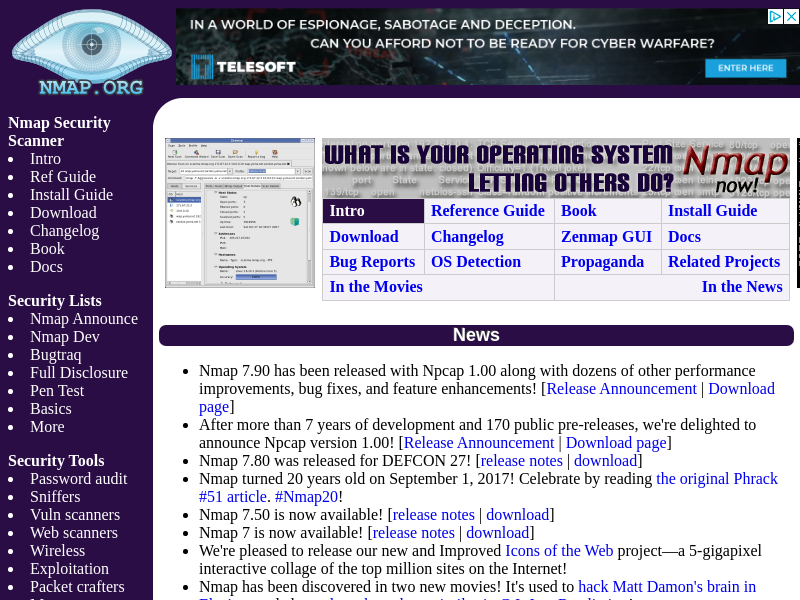 IN A WORLD OF ESPIONAGE, SABOTAGE AND DECEPTION.
CAN YOU AFFORD NOT TO BE READY FOR CYBER WARFARE?
TELESOFT
ENTER HERE
NMAP.ORG
Nmap Security
Scanner
Intro
Ref Guide
Install Guide
Download
Changelog
Book
Docs
Security Lists
Nmap Announce
Nmap Dev
Bugtraq
Full Disclosure
Pen Test
Basics
More
Security Tools
Password audit
Sniffers
Vuln scanners
Web scanners
Wireless
Exploitation
Packet crafters
WHAT IS YOUR OPERATING SYSTEM
LETTING OTHERS DO?
Nmap
now!
Intro Reference Guide Book Install Guide
Download Changelog Zenmap GUI Docs
Bug Reports OS Detection Propaganda Related Projects
In the Movies In the News
News
Nmap 7.90 has been released with Npcap 1.00 along with dozens of other performance
improvements, bug fixes, and feature enhancements! [Release Announcement | Download
page]
After more than 7 years of development and 170 public pre-releases, we're delighted to
announce Npcap version 1.00! [Release Announcement | Download page]
Nmap 7.80 was released for DEFCON 27! [release notes | download]
Nmap turned 20 years old on September 1, 2017! Celebrate by reading the original Phrack
#51 article. #Nmap20!
Nmap 7.50 is now available! [release notes | download]
Nmap 7 is now available! [release notes | download]
We're pleased to release our new and Improved Icons of the Web project—a 5-gigapixel
interactive collage of the top million sites on the Internet!
Nmap has been discovered in two new movies! It's used to hack Matt Damon's brain in